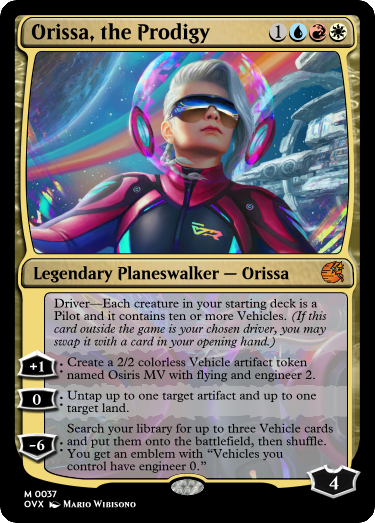 Orissa, the Prodigy 1
Legendary Planeswalker — Orissa
Driver—Each creature in your starting deck is a
Pilot and it contains ten or more Vehicles. (If this
card outside the game is your chosen driver, you may
swap it with a card in your opening hand.)
+1: Create a 2/2 colorless Vehicle artifact token
named Osiris MV with flying and engineer 2.
0: Untap up to one target artifact and up to one
target land.
-6: Search your library for up to three Vehicle cards
and put them onto the battlefield, then shuffle.
You get an emblem with “Vehicles you
control have engineer 0.”
4
M 0037
OVX Mario Wibisono